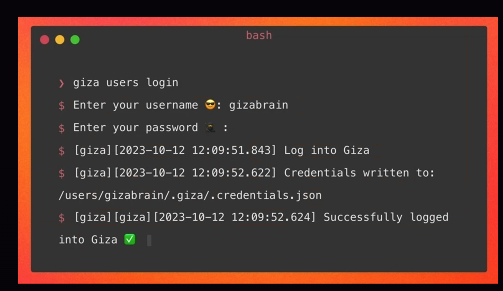 bash
❯ giza users login
$ Enter your username 😎: gizabrain
$ Enter your password 🥷 :
$ [giza][2023-10-12 12:09:51.843] Log into Giza
$ [giza][2023-10-12 12:09:52.622] Credentials written to:
/users/gizabrain/.giza/.credentials.json
$ [giza][giza][2023-10-12 12:09:52.624] Successfully logged
into Giza ✅